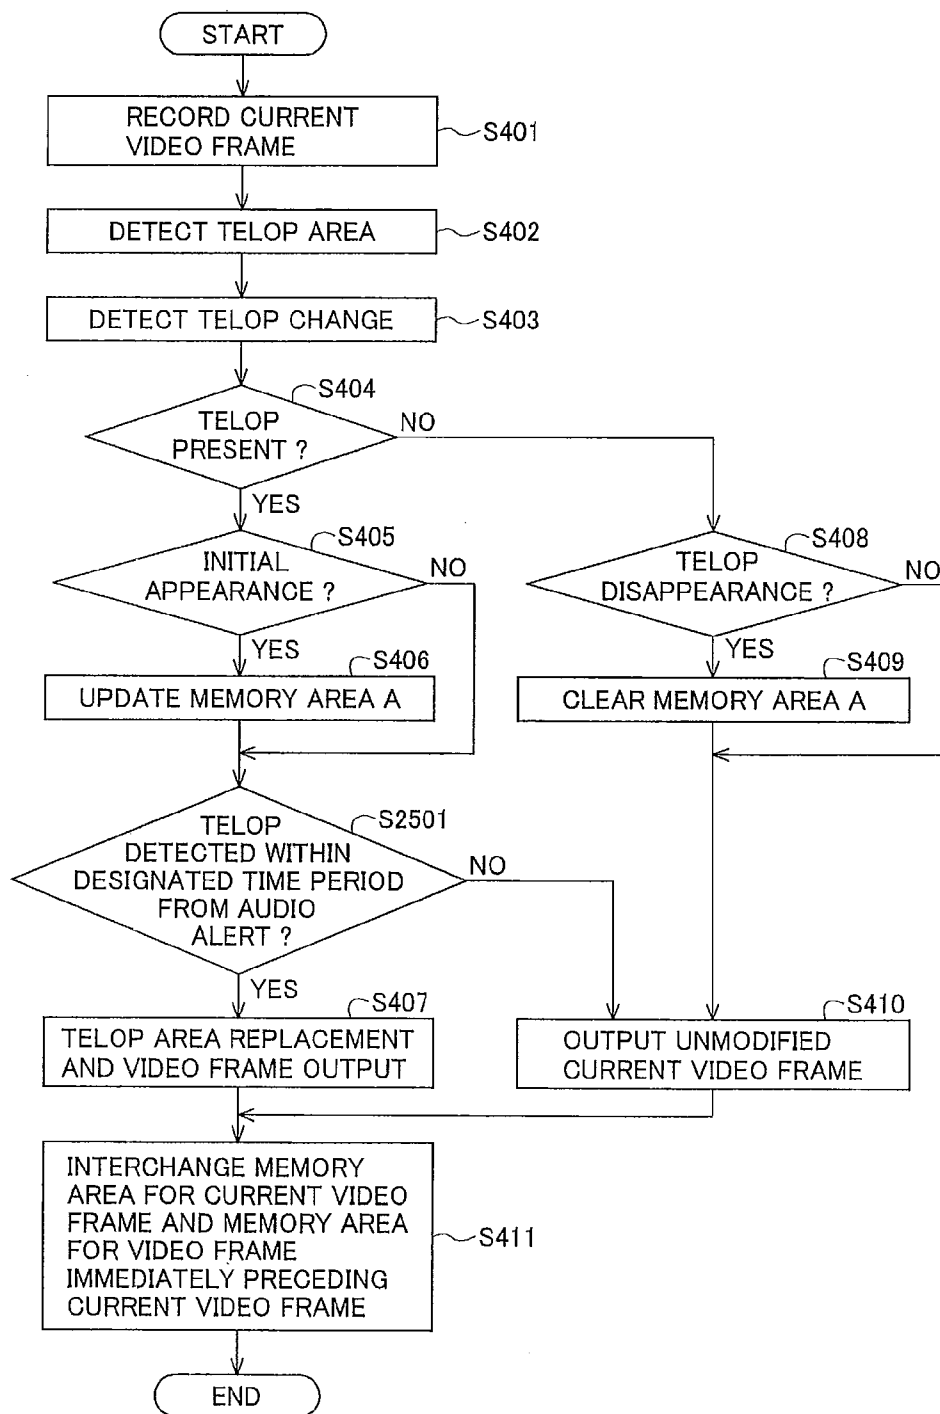 START
RECORD CURRENT
VIDEO FRAME
S401
DETECT TELOP AREA
S402
DETECT TELOP CHANGE
S403
S404
TELOP
PRESENT ?
NO
YES
S405
INITIAL
APPEARANCE ?
NO
YES
S408
TELOP
DISAPPEARANCE ?
NO
YES
S406
UPDATE MEMORY AREA A
S409
CLEAR MEMORY AREA A
S2501
TELOP
DETECTED WITHIN
DESIGNATED TIME PERIOD
FROM AUDIO
ALERT ?
NO
YES
S407
TELOP AREA REPLACEMENT
AND VIDEO FRAME OUTPUT
S410
OUTPUT UNMODIFIED
CURRENT VIDEO FRAME
INTERCHANGE MEMORY
AREA FOR CURRENT VIDEO
FRAME AND MEMORY AREA
FOR VIDEO FRAME
IMMEDIATELY PRECEDING
CURRENT VIDEO FRAME
S411
END